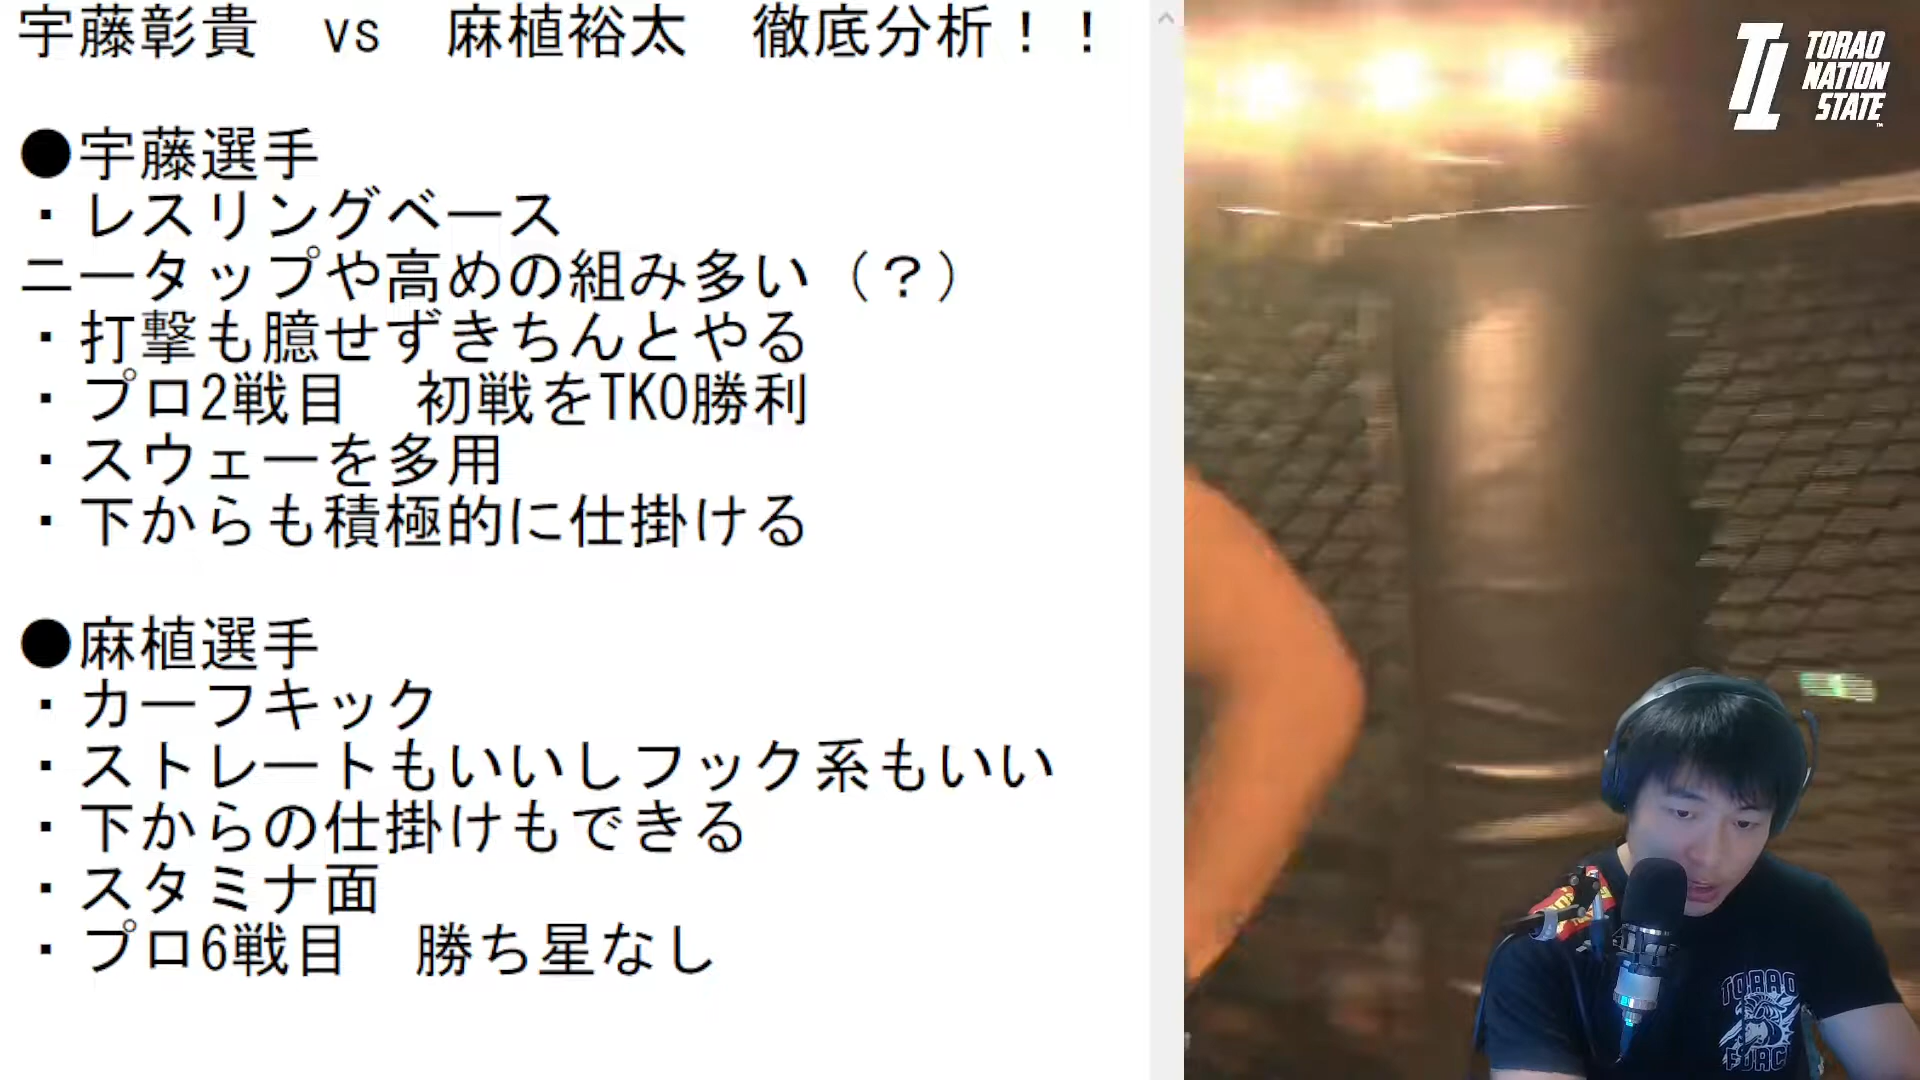 宇藤彰貴　vs　麻植裕太　徹底分析！！
●宇藤選手
・レスリングベース
ニータップや高めの組み多い（？）
・打撃も臆せずきちんとやる
・プロ2戦目　初戦をTKO勝利
・スウェーを多用
・下からも積極的に仕掛ける
●麻植選手
・カーフキック
・ストレートもいいしフック系もいい
・下からの仕掛けもできる
・スタミナ面
・プロ6戦目　勝ち星なし
TORAO
NATION
STATE
TORAO
FORCE